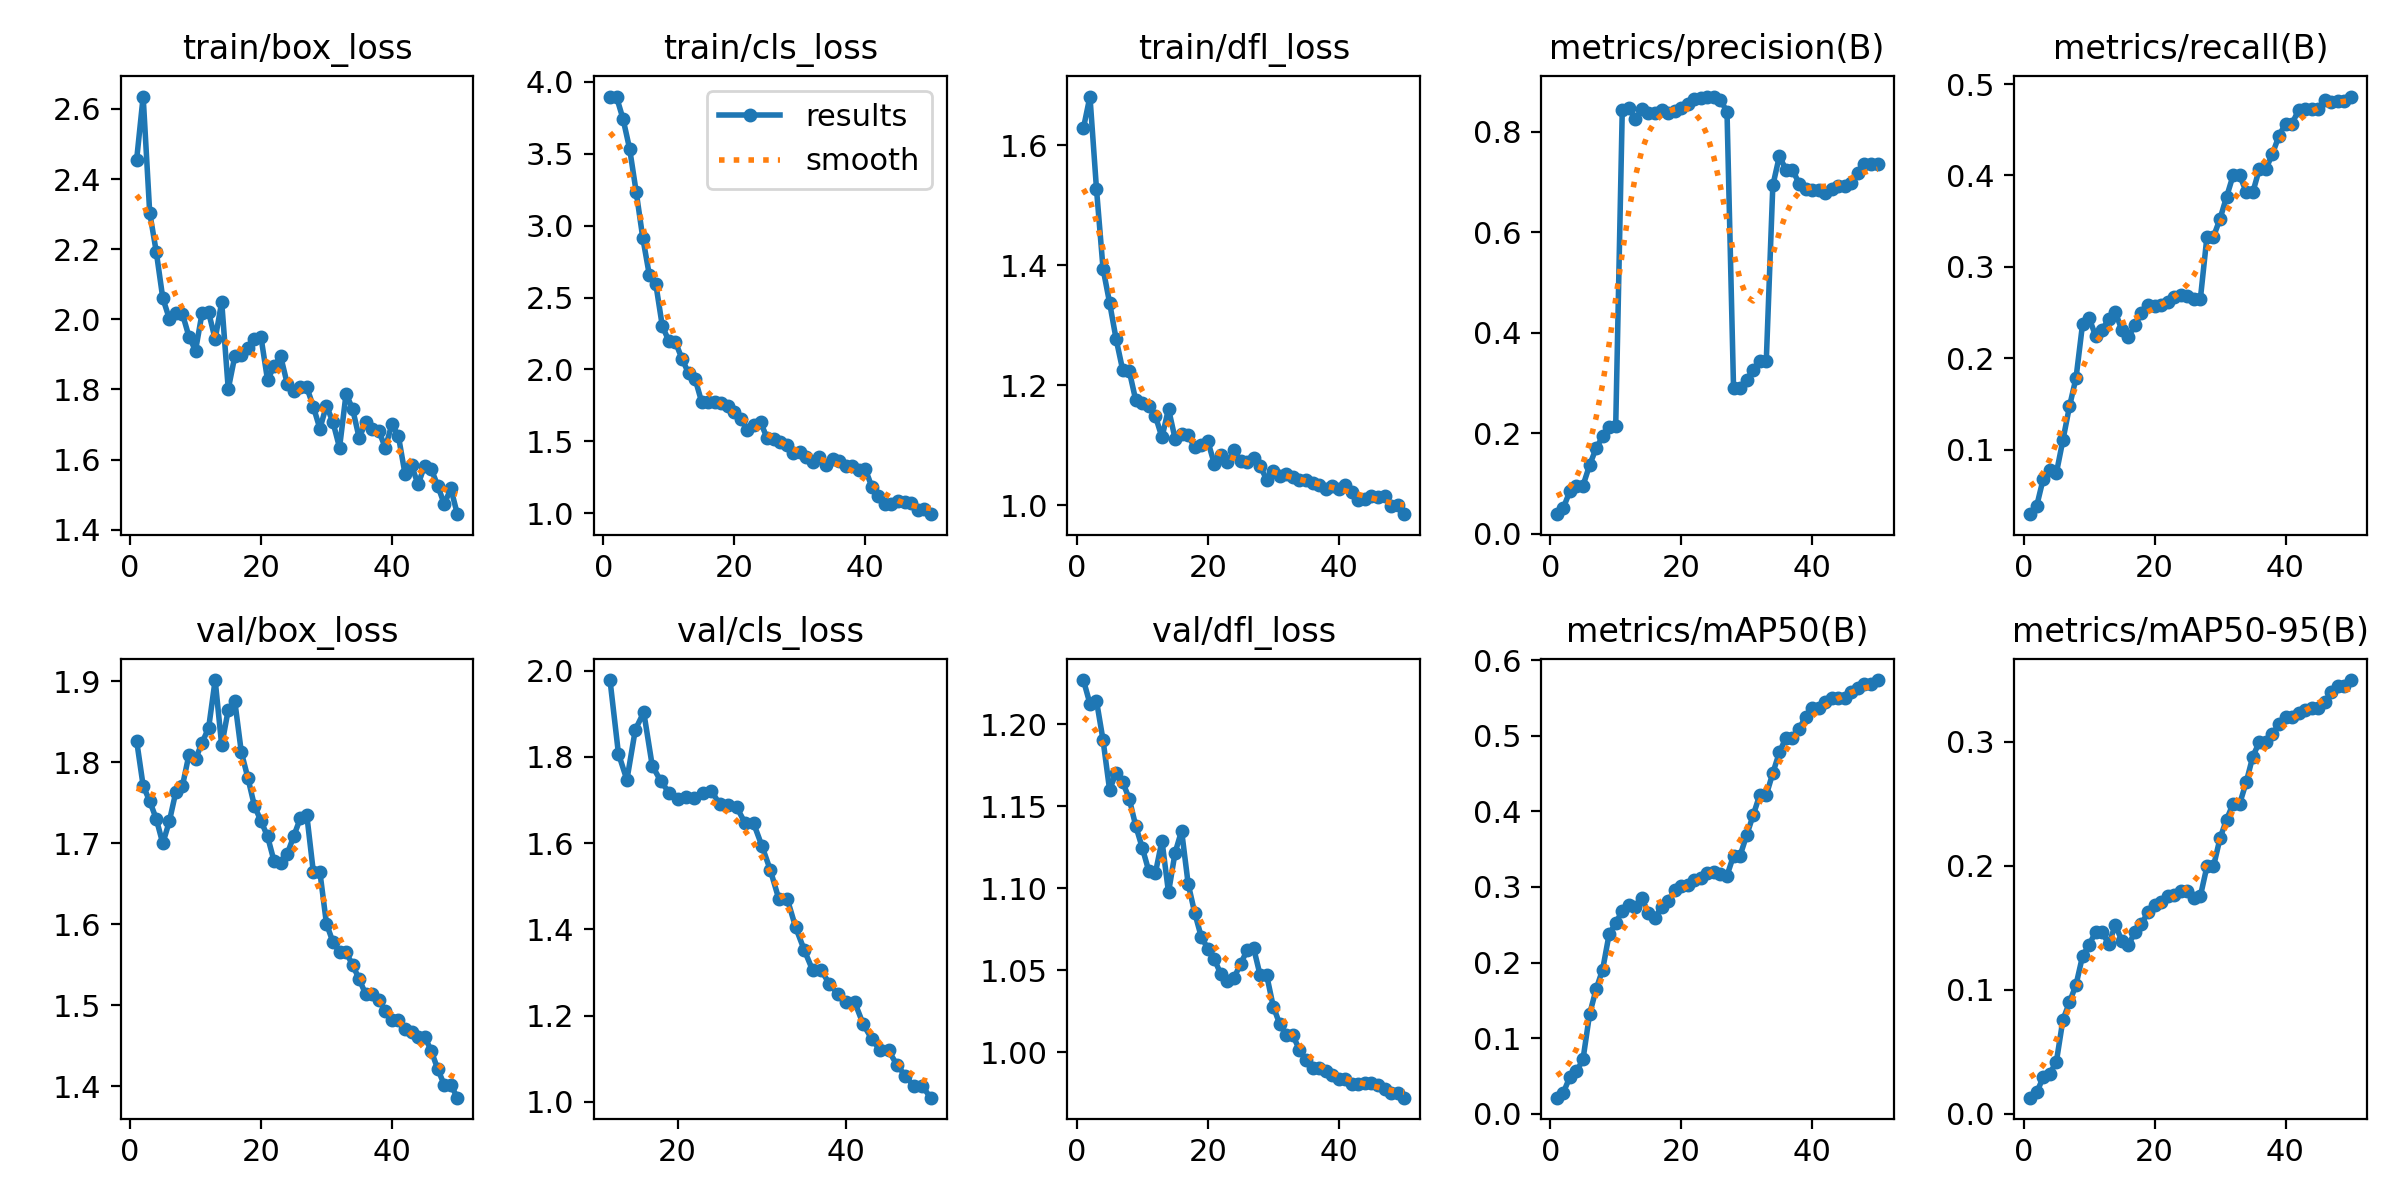 train/box_loss
2.6
2.4
2.2
2.0
1.8
1.6
1.4
0 20 40
train/cls_loss
results
smooth
4.0
3.5
3.0
2.5
2.0
1.5
1.0
0 20 40
train/dfl_loss
1.6
1.4
1.2
1.0
0 20 40
metrics/precision(B)
0.8
0.6
0.4
0.2
0.0
0 20 40
metrics/recall(B)
0.5
0.4
0.3
0.2
0.1
0 20 40
val/box_loss
1.9
1.8
1.7
1.6
1.5
1.4
0 20 40
val/cls_loss
2.0
1.8
1.6
1.4
1.2
1.0
20 40
val/dfl_loss
1.20
1.15
1.10
1.05
1.00
0 20 40
metrics/mAP50(B)
0.6
0.5
0.4
0.3
0.2
0.1
0.0
0 20 40
metrics/mAP50-95(B)
0.3
0.2
0.1
0.0
0 20 40